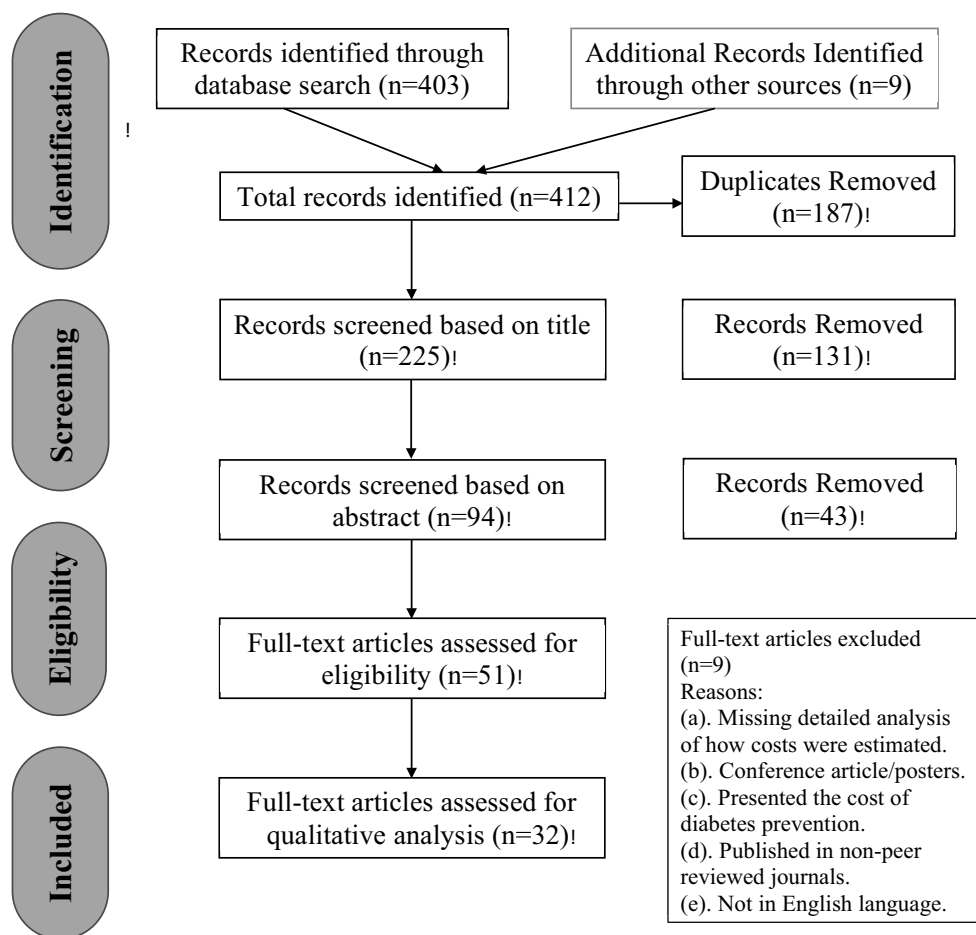 Identification
Records identified through
database search (n=403)
Additional Records Identified
through other sources (n=9)
!
Total records identified (n=412)
Duplicates Removed
(n=187)!
Screening
Records screened based on title
(n=225)!
Records Removed
(n=131)!
Records screened based on
abstract (n=94)!
Records Removed
(n=43)!
Eligibility
Full-text articles assessed for
eligibility (n=51)!
Full-text articles excluded
(n=9)
Reasons:
(a). Missing detailed analysis
of how costs were estimated.
(b). Conference article/posters.
(c). Presented the cost of
diabetes prevention.
(d). Published in non-peer
reviewed journals.
(e). Not in English language.
Included
Full-text articles assessed for
qualitative analysis (n=32)!